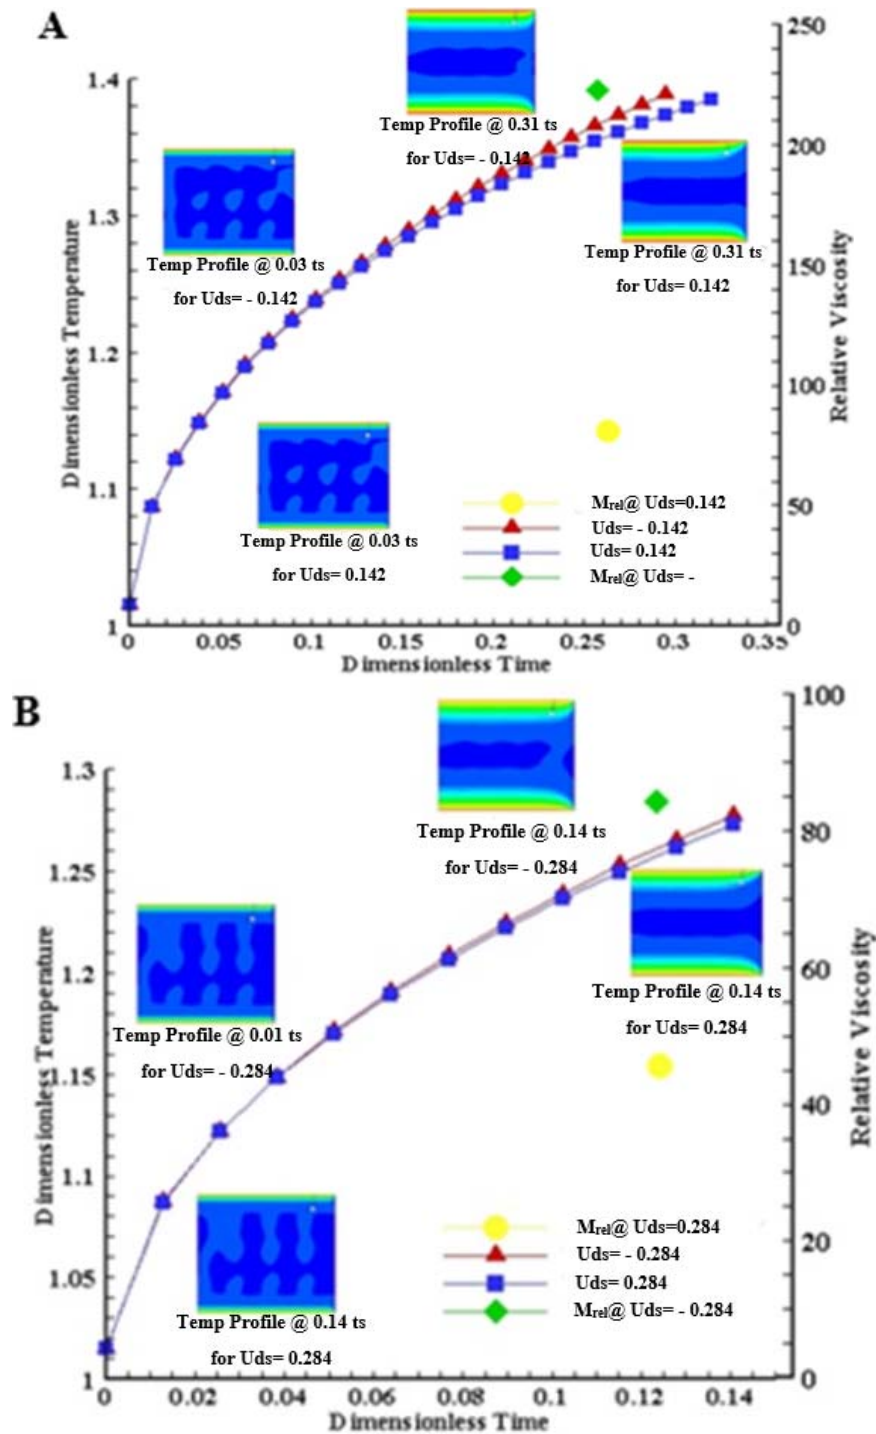 A
250
1.4
Temp Profile @ 0.31 ts
for Uds= - 0.142
200
1.3
Temp Profile @ 0.03 ts
for Uds= - 0.142
Temp Profile @ 0.31 ts
for Uds= 0.142
150
Dimensionless Temperature
Relative Viscosity
1.2
100
1.1
Temp Profile @ 0.03 ts
for Uds= 0.142
Mrel@ Uds=0.142
Uds= - 0.142
Uds= 0.142
Mrel@ Uds= -
50
1
0
0 0.05 0.1 0.15 0.2 0.25 0.3 0.35
Dimensionless Time
B
100
1.3
Temp Profile @ 0.14 ts
for Uds= - 0.284
80
1.25
Temp Profile @ 0.14 ts
for Uds= 0.284
60
1.2
Dimensionless Temperature
Relative Viscosity
Temp Profile @ 0.01 ts
for Uds= - 0.284
1.15
40
1.1
Temp Profile @ 0.14 ts
for Uds= 0.284
Mrel@ Uds=0.284
Uds= - 0.284
Uds= 0.284
Mrel@ Uds= - 0.284
20
1.05
1
0
0 0.02 0.04 0.06 0.08 0.1 0.12 0.14
Dimensionless Time